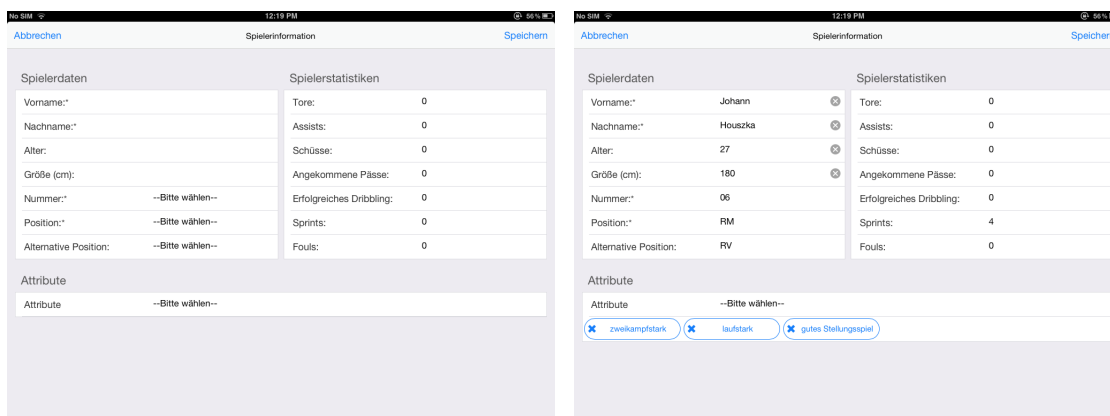 No SIM 12:19 PM 56%
Abbrechen Spielerinformation Speichern
Spielerdaten Spielerstatistiken
Vorname:* Tore: 0
Nachname:* Assists: 0
Alter: Schüsse: 0
Größe (cm): Angekommene Pässe: 0
Nummer:* --Bitte wählen-- Erfolgreiches Dribbling: 0
Position:* --Bitte wählen-- Sprints: 0
Alternative Position: --Bitte wählen-- Fouls: 0
Attribute
Attribute --Bitte wählen--
No SIM 12:19 PM 56%
Abbrechen Spielerinformation Speichern
Spielerdaten Spielerstatistiken
Vorname:* Johann Tore: 0
Nachname:* Houszka Assists: 0
Alter: 27 Schüsse: 0
Größe (cm): 180 Angekommene Pässe: 0
Nummer:* 06 Erfolgreiches Dribbling: 0
Position:* RM Sprints: 4
Alternative Position: RV Fouls: 0
Attribute
Attribute --Bitte wählen--
zweikampfstark laufstark gutes Stellungsspiel